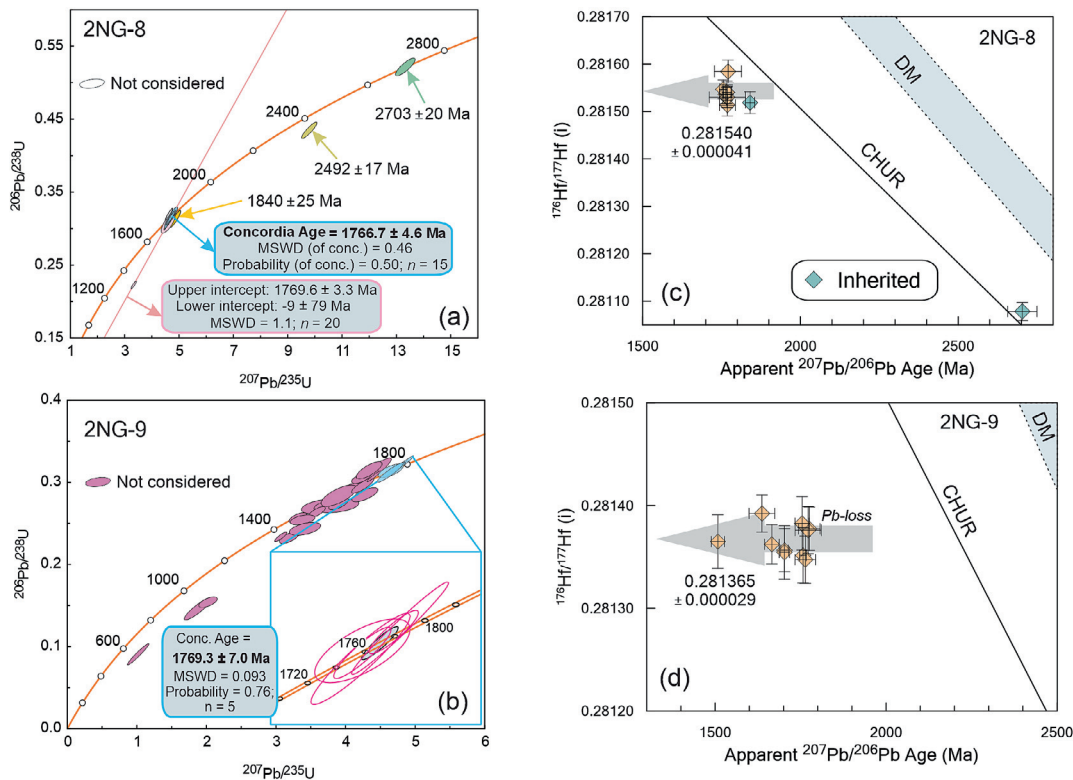 2NG-8
Not considered
0.55
0.45
0.35
0.25
0.15
206Pb/238U
1200
1600
2000
2400
2800
2703 ± 20 Ma
2492 ± 17 Ma
1840 ± 25 Ma
Concordia Age = 1766.7 ± 4.6 Ma
MSWD (of conc.) = 0.46
Probability (of conc.) = 0.50; n = 15
Upper intercept: 1769.6 ± 3.3 Ma
Lower intercept: -9 ± 79 Ma
MSWD = 1.1; n = 20
(a)
1 3 5 7 9 11 13 15
207Pb/235U
2NG-8
0.28170
0.28160
0.28150
0.28140
0.28130
0.28120
0.28110
176Hf/177Hf (i)
DM
CHUR
0.281540
± 0.000041
Inherited
(c)
1500 2000 2500
Apparent 207Pb/206Pb Age (Ma)
2NG-9
Not considered
0.4
0.3
0.2
0.1
0.0
206Pb/238U
600
1000
1400
1800
Conc. Age =
1769.3 ± 7.0 Ma
MSWD = 0.093
Probability = 0.76;
n = 5
1720
1760
1800
(b)
0 1 2 3 4 5 6
207Pb/235U
2NG-9
0.28150
0.28140
0.28130
0.28120
176Hf/177Hf (i)
DM
CHUR
Pb-loss
0.281365
± 0.000029
(d)
1500 2000 2500
Apparent 207Pb/206Pb Age (Ma)